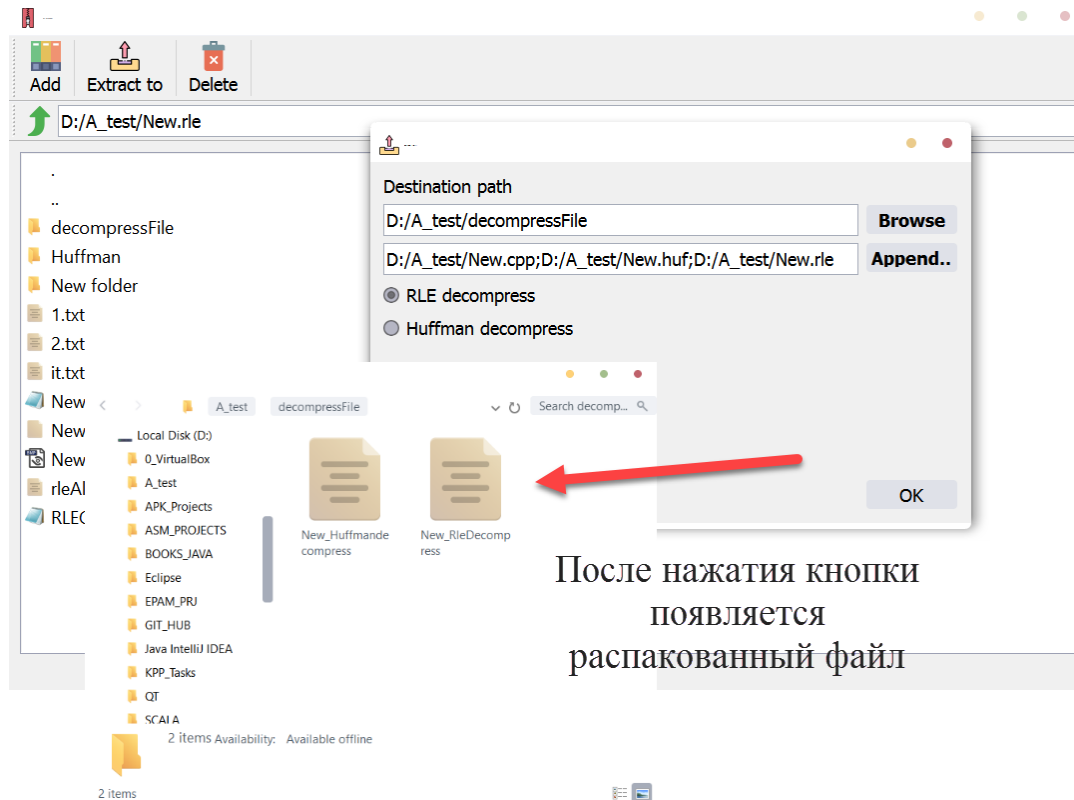 Add
Extract to
Delete
D:/A_test/New.rle
.
..
decompressFile
Huffman
New folder
1.txt
2.txt
it.txt
New
New
New
rleAl
RLEC
Destination path
D:/A_test/decompressFile
Browse
D:/A_test/New.cpp;D:/A_test/New.huf;D:/A_test/New.rle
Append..
RLE decompress
Huffman decompress
OK
A_test
decompressFile
Search decomp...
Local Disk (D:)
0_VirtualBox
A_test
APK_Projects
ASM_PROJECTS
BOOKS_JAVA
Eclipse
EPAM_PRJ
GIT_HUB
Java IntelliJ IDEA
KPP_Tasks
QT
SCALA
New_Huffmande
compress
New_RleDecomp
ress
2 items Availability: Available offline
2 items
После нажатия кнопки
появляется
распакованный файл